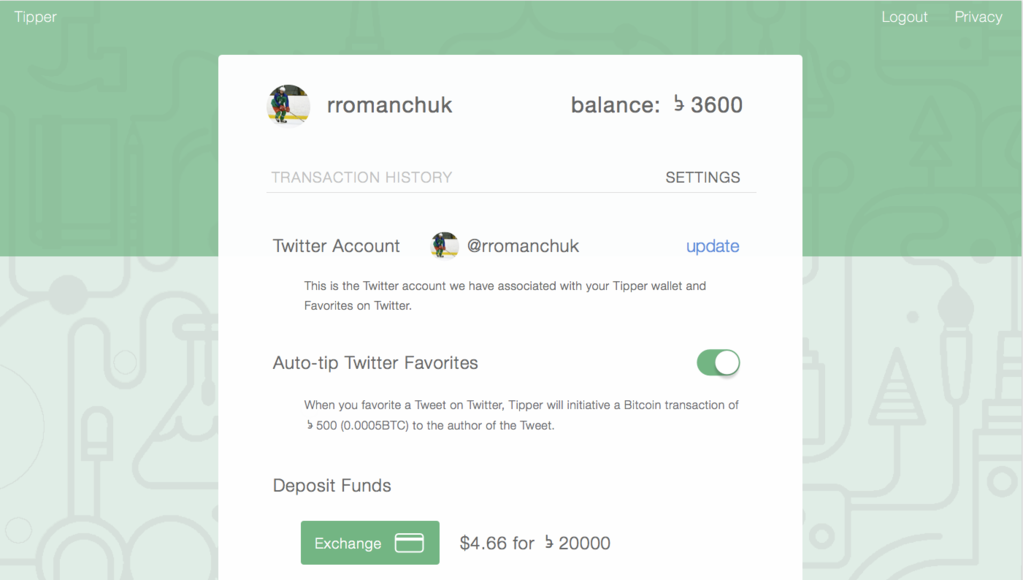 Tipper Logout Privacy
rromanchuk balance: ৳ 3600
TRANSACTION HISTORY SETTINGS
Twitter Account @rromanchuk update
This is the Twitter account we have associated with your Tipper wallet and
Favorites on Twitter.
Auto-tip Twitter Favorites
When you favorite a Tweet on Twitter, Tipper will initiative a Bitcoin transaction of
৳ 500 (0.0005BTC) to the author of the Tweet.
Deposit Funds
Exchange $4.66 for ৳ 20000